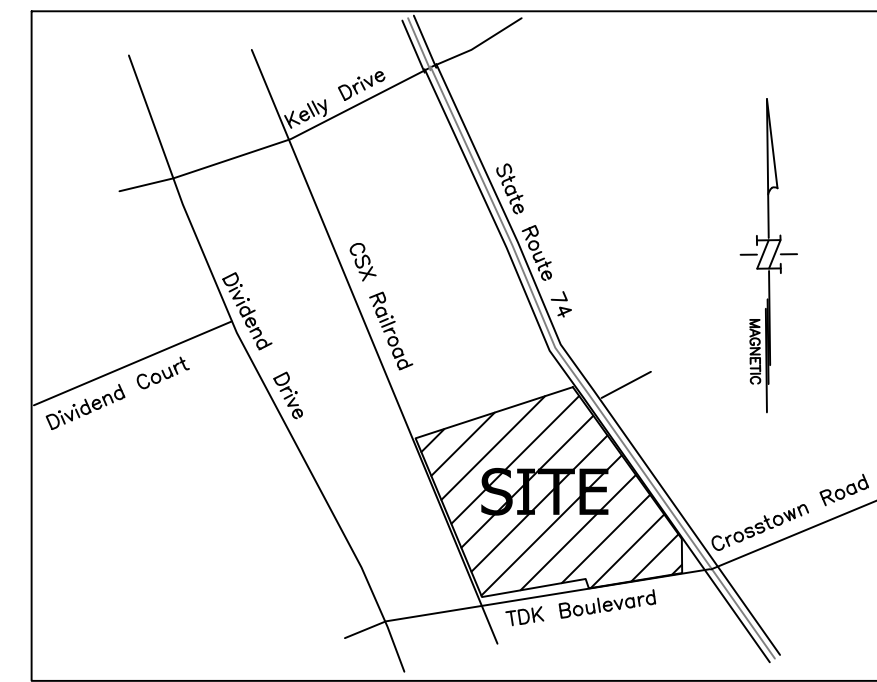 Kelly Drive
State Route 74
CSX Railroad
Dividend Drive
Dividend Court
MAGNETIC
SITE
Crosstown Road
TDK Boulevard